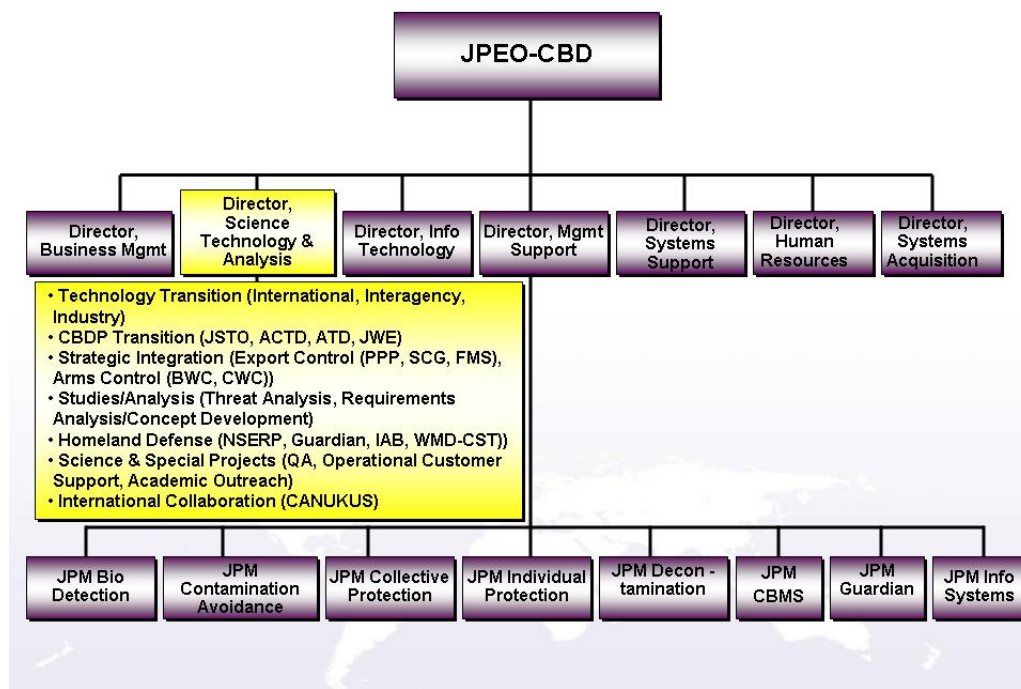 JPEO-CBD
Director,
Business Mgmt
Director,
Science
Technology &
Analysis
Director, Info
Technology
Director, Mgmt
Support
Director,
Systems
Support
Director,
Human
Resources
Director,
Systems
Acquisition
• Technology Transition (International, Interagency,
Industry)
• CBDP Transition (JSTO, ACTD, ATD, JWE)
• Strategic Integration (Export Control (PPP, SCG, FMS),
Arms Control (BWC, CWC))
• Studies/Analysis (Threat Analysis, Requirements
Analysis/Concept Development)
• Homeland Defense (NSERP, Guardian, IAB, WMD-CST))
• Science & Special Projects (QA, Operational Customer
Support, Academic Outreach)
• International Collaboration (CANUKUS)
JPM Bio
Detection
JPM
Contamination
Avoidance
JPM Collective
Protection
JPM Individual
Protection
JPM Decon -
tamination
JPM
CBMS
JPM
Guardian
JPM Info
Systems